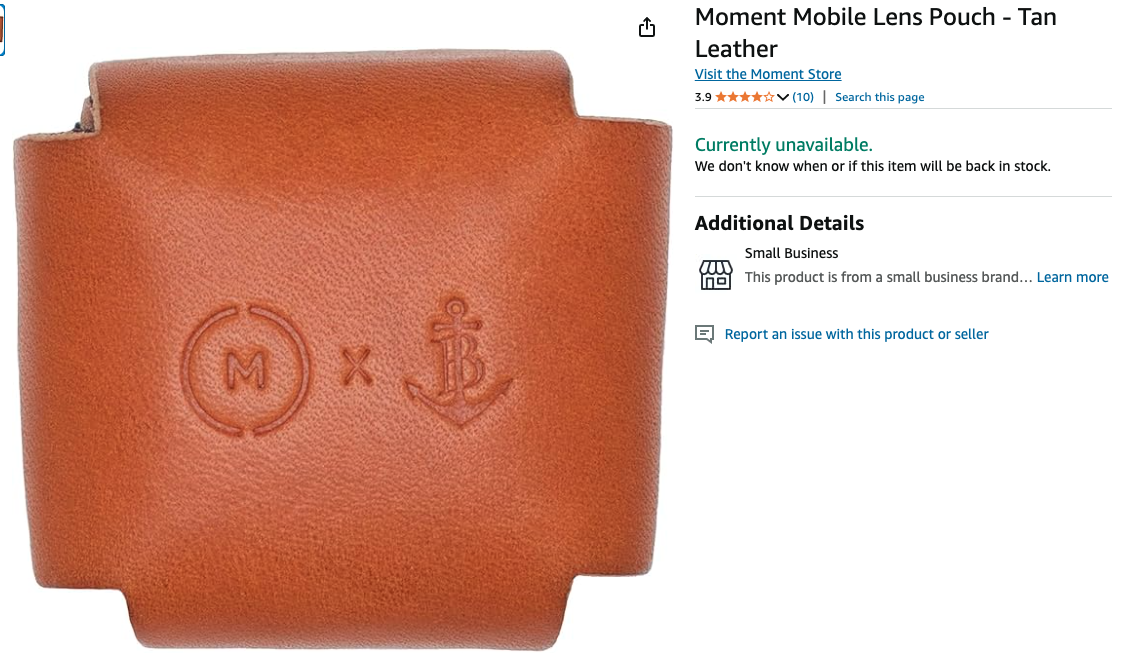 Moment Mobile Lens Pouch - Tan
Leather
Visit the Moment Store
3.9 (10) | Search this page
Currently unavailable.
We don't know when or if this item will be back in stock.
Additional Details
Small Business
This product is from a small business brand… Learn more
Report an issue with this product or seller
M x B